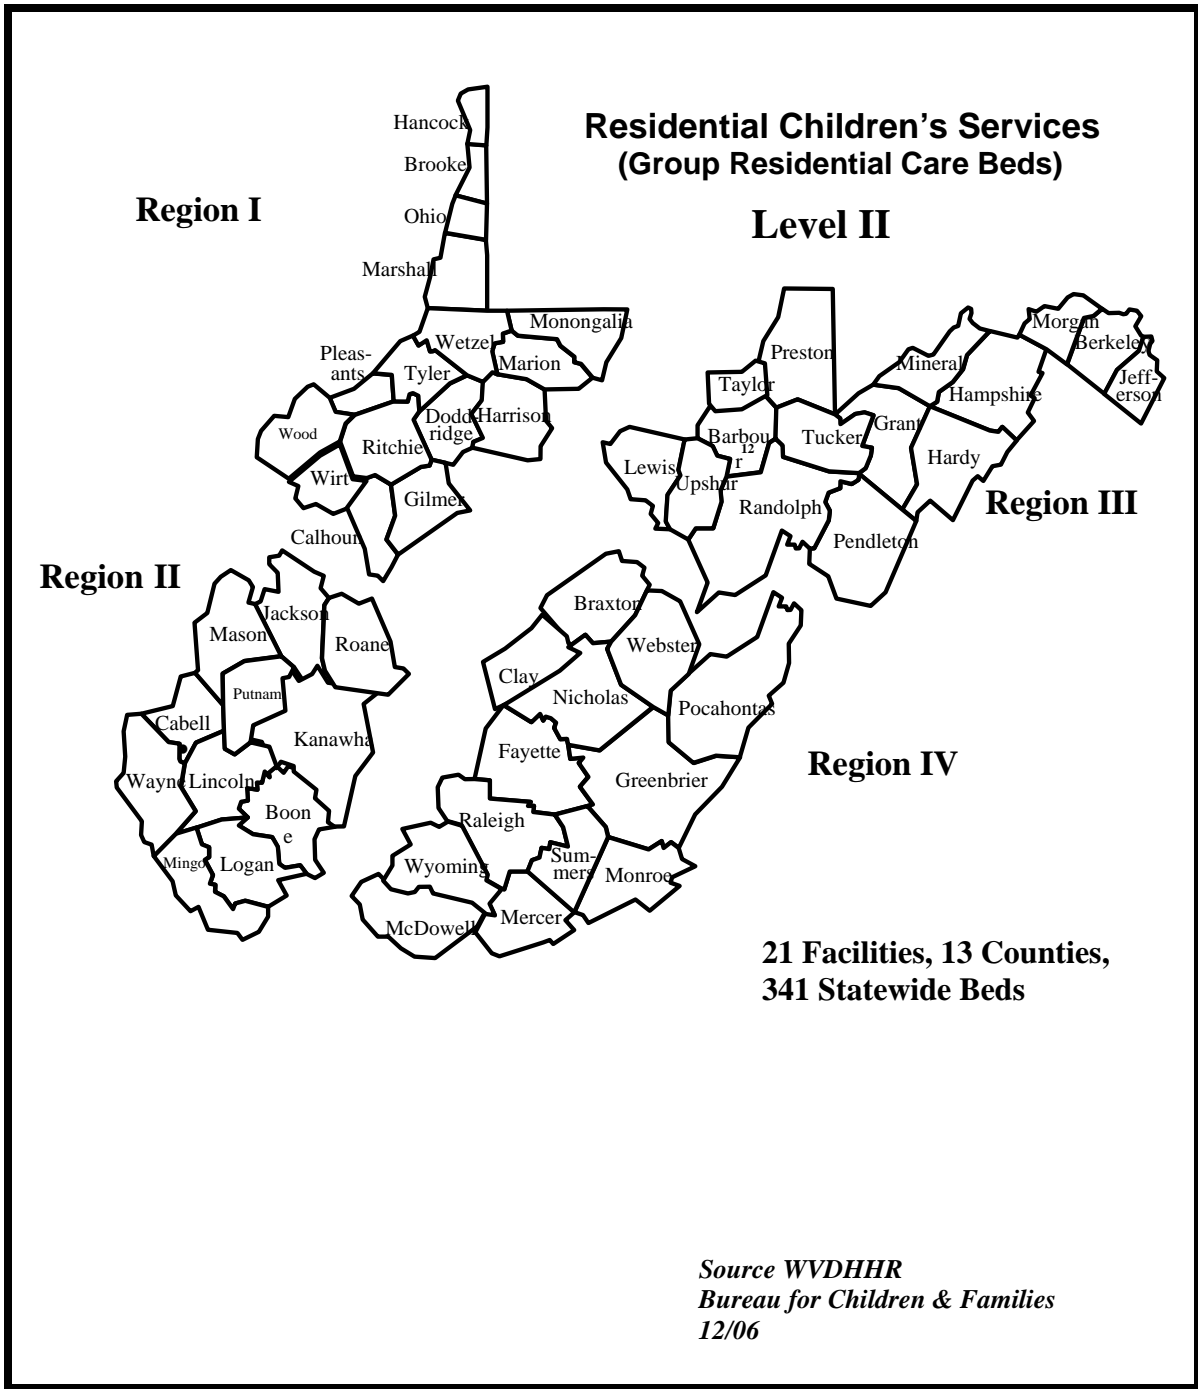 Residential Children's Services
(Group Residential Care Beds)
Level II
Region I
Hancock
Brooke
Ohio
Marshall
Wetzel
Monongalia
Marion
Pleas-
ants
Tyler
Dodd-
ridge
Harrison
Wood
Ritchie
Wirt
Gilmer
Calhoun
Preston
Taylor
Mineral
Morgan
Berkeley
Jeff-
erson
Hampshire
Grant
Tucker
Barbou
r
12
Hardy
Lewis
Upshur
Randolph
Pendleton
Region III
Region II
Jackson
Mason
Roane
Putnam
Cabell
Kanawha
Wayne
Lincoln
Boon
e
Mingo
Logan
Braxton
Webster
Clay
Nicholas
Pocahontas
Fayette
Greenbrier
Region IV
Raleigh
Sum-
mers
Wyoming
Monroe
McDowell
Mercer
21 Facilities, 13 Counties,
341 Statewide Beds
Source WVDHHR
Bureau for Children & Families
12/06